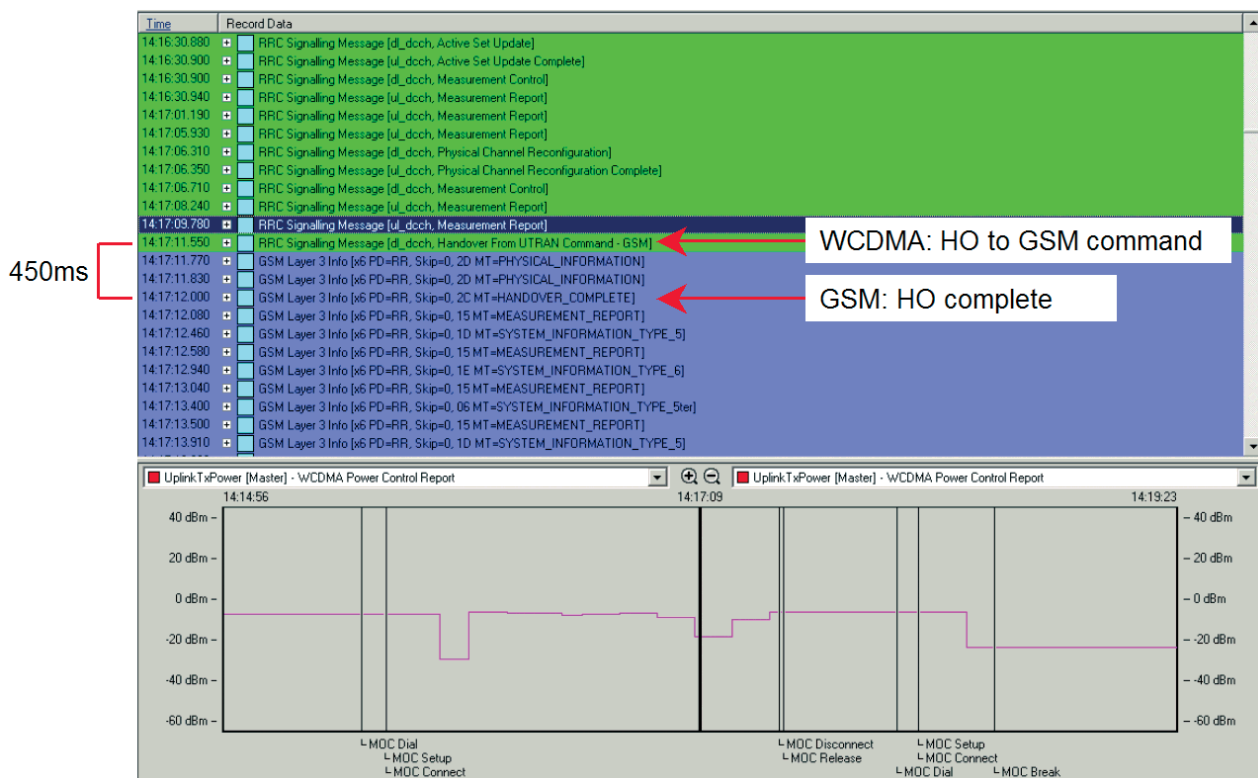 Time Record Data
14:16:30.880 RRC Signalling Message [dl_dcch, Active Set Update]
14:16:30.900 RRC Signalling Message [ul_dcch, Active Set Update Complete]
14:16:30.900 RRC Signalling Message [dl_dcch, Measurement Control]
14:16:30.940 RRC Signalling Message [ul_dcch, Measurement Report]
14:17:01.190 RRC Signalling Message [ul_dcch, Measurement Report]
14:17:05.930 RRC Signalling Message [ul_dcch, Measurement Report]
14:17:06.310 RRC Signalling Message [dl_dcch, Physical Channel Reconfiguration]
14:17:06.350 RRC Signalling Message [ul_dcch, Physical Channel Reconfiguration Complete]
14:17:06.710 RRC Signalling Message [dl_dcch, Measurement Control]
14:17:08.240 RRC Signalling Message [ul_dcch, Measurement Report]
14:17:09.780 RRC Signalling Message [ul_dcch, Measurement Report]
14:17:11.550 RRC Signalling Message [dl_dcch, Handover From UTRAN Command - GSM]
WCDMA: HO to GSM command
450ms
14:17:11.770 GSM Layer 3 Info [x6 PD=RR, Skip=0, 2D MT=PHYSICAL_INFORMATION]
14:17:11.830 GSM Layer 3 Info [x6 PD=RR, Skip=0, 2D MT=PHYSICAL_INFORMATION]
14:17:12.000 GSM Layer 3 Info [x6 PD=RR, Skip=0, 2C MT=HANDOVER_COMPLETE]
GSM: HO complete
14:17:12.080 GSM Layer 3 Info [x6 PD=RR, Skip=0, 15 MT=MEASUREMENT_REPORT]
14:17:12.460 GSM Layer 3 Info [x6 PD=RR, Skip=0, 1D MT=SYSTEM_INFORMATION_TYPE_5]
14:17:12.580 GSM Layer 3 Info [x6 PD=RR, Skip=0, 15 MT=MEASUREMENT_REPORT]
14:17:12.940 GSM Layer 3 Info [x6 PD=RR, Skip=0, 1E MT=SYSTEM_INFORMATION_TYPE_6]
14:17:13.040 GSM Layer 3 Info [x6 PD=RR, Skip=0, 15 MT=MEASUREMENT_REPORT]
14:17:13.400 GSM Layer 3 Info [x6 PD=RR, Skip=0, 06 MT=SYSTEM_INFORMATION_TYPE_5ter]
14:17:13.500 GSM Layer 3 Info [x6 PD=RR, Skip=0, 15 MT=MEASUREMENT_REPORT]
14:17:13.910 GSM Layer 3 Info [x6 PD=RR, Skip=0, 1D MT=SYSTEM_INFORMATION_TYPE_5]
UplinkTxPower [Master] - WCDMA Power Control Report UplinkTxPower [Master] - WCDMA Power Control Report
14:14:56 14:17:09 14:19:23
40 dBm 40 dBm
20 dBm 20 dBm
0 dBm 0 dBm
-20 dBm -20 dBm
-40 dBm -40 dBm
-60 dBm -60 dBm
MOC Dial MOC Disconnect MOC Setup
MOC Setup MOC Release MOC Connect
MOC Connect MOC Dial MOC Break